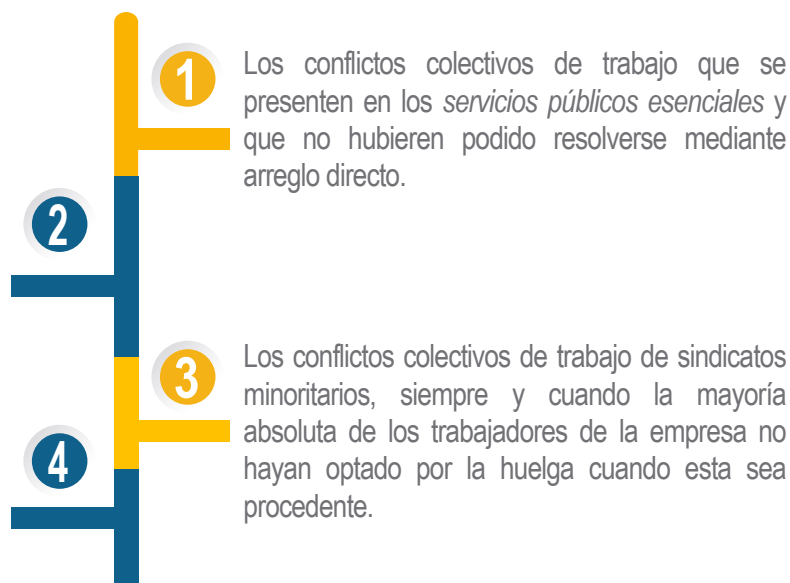 1
Los conflictos colectivos de trabajo que se
presenten en los servicios públicos esenciales y
que no hubieren podido resolverse mediante
arreglo directo.
2
3
Los conflictos colectivos de trabajo de sindicatos
minoritarios, siempre y cuando la mayoría
absoluta de los trabajadores de la empresa no
hayan optado por la huelga cuando esta sea
procedente.
4